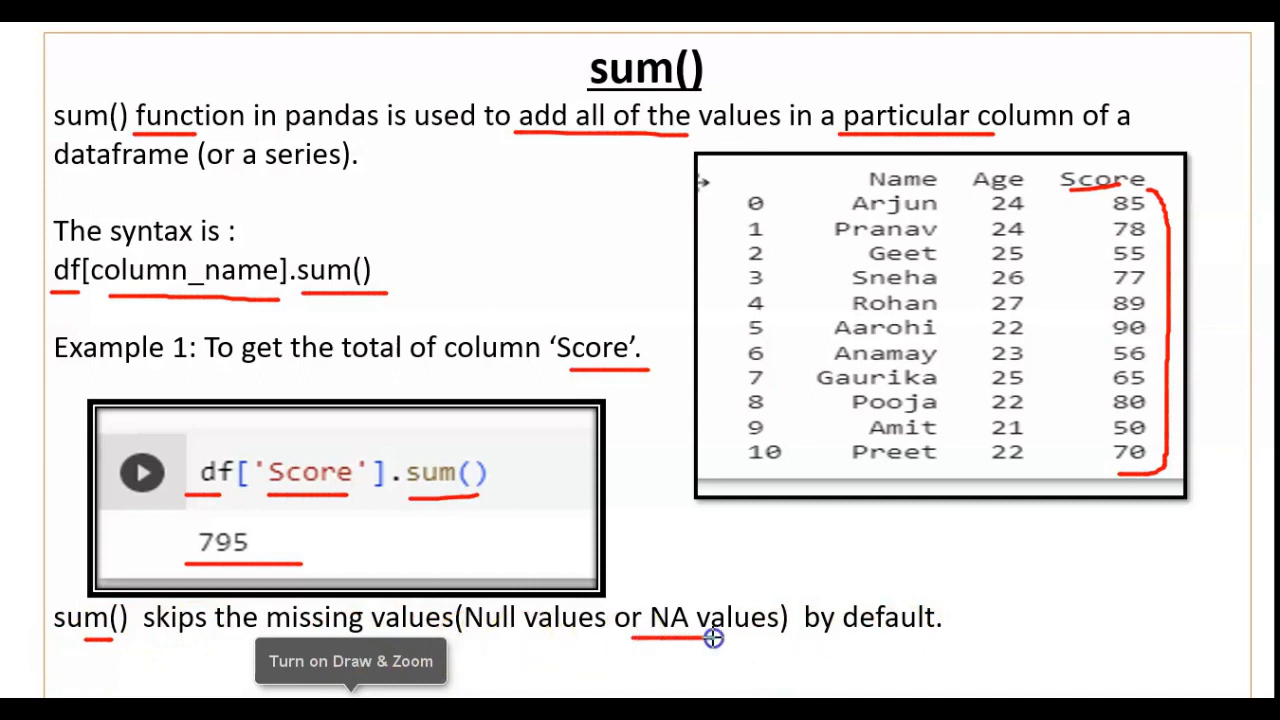 sum()
sum() function in pandas is used to add all of the values in a particular column of a
dataframe (or a series).
The syntax is :
df[column_name].sum()
Example 1: To get the total of column ‘Score’.
df['Score'].sum()
795
Name Age Score
0 Arjun 24 85
1 Pranav 24 78
2 Geet 25 55
3 Sneha 26 77
4 Rohan 27 89
5 Aarohi 22 90
6 Anamay 23 56
7 Gaurika 25 65
8 Pooja 22 80
9 Amit 21 50
10 Preet 22 70
sum() skips the missing values(Null values or NA values) by default.
Turn on Draw & Zoom